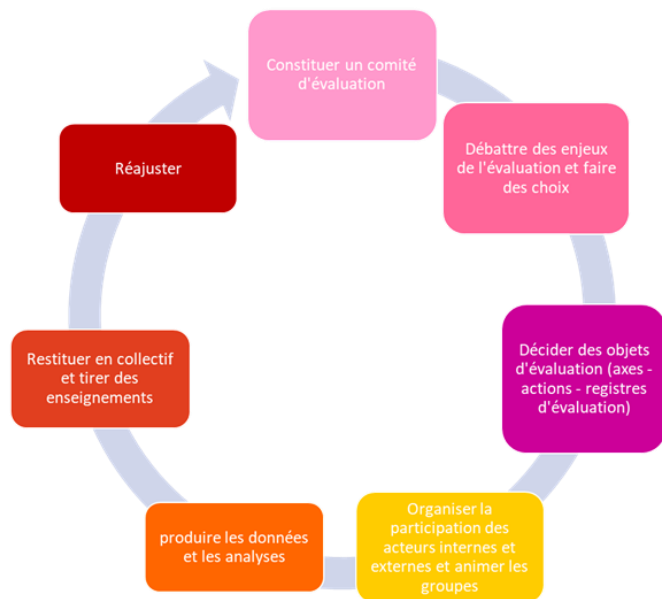 Constituer un comité
d'évaluation
Débattre des enjeux
de l'évaluation et faire
des choix
Décider des objets
d'évaluation (axes -
actions - registres
d'évaluation)
Organiser la
participation des
acteurs internes et
externes et animer les
groupes
produire les données
et les analyses
Restituer en collectif
et tirer des
enseignements
Réajuster